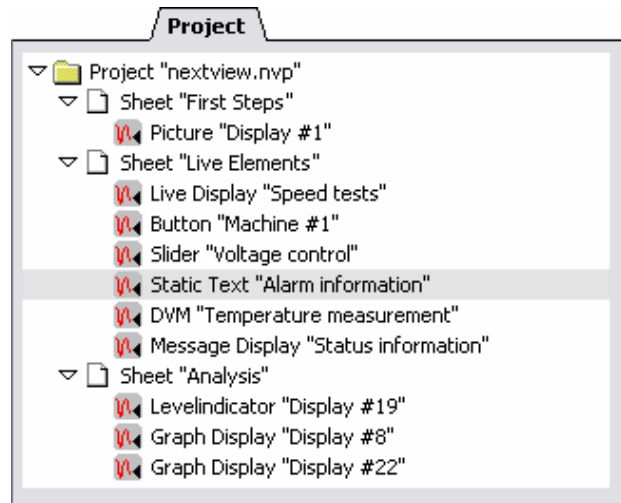 Project
Project "nextview.nvp"
Sheet "First Steps"
Picture "Display #1"
Sheet "Live Elements"
Live Display "Speed tests"
Button "Machine #1"
Slider "Voltage control"
Static Text "Alarm information"
DVM "Temperature measurement"
Message Display "Status information"
Sheet "Analysis"
Levelindicator "Display #19"
Graph Display "Display #8"
Graph Display "Display #22"